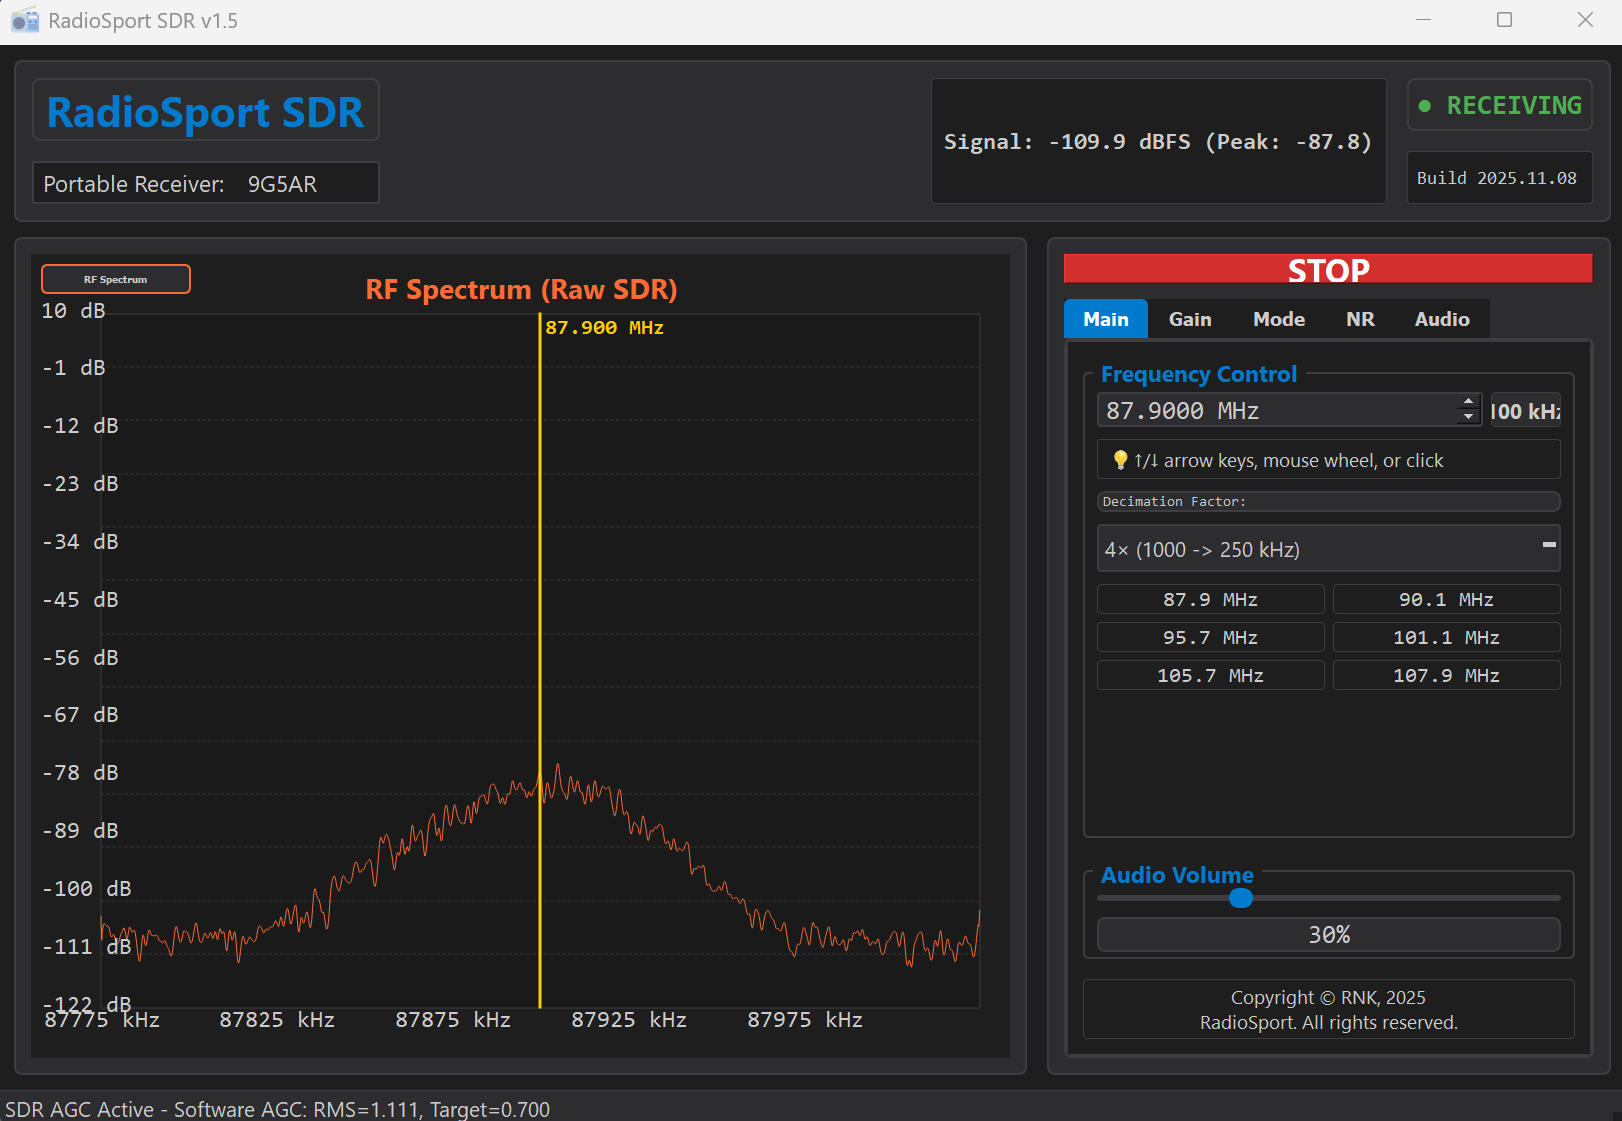 RadioSport SDR v1.5
RadioSport SDR
Portable Receiver: 9G5AR
Signal: -109.9 dBFS (Peak: -87.8)
● RECEIVING
Build 2025.11.08
RF Spectrum
RF Spectrum (Raw SDR)
87.900 MHz
10 dB
-1 dB
-12 dB
-23 dB
-34 dB
-45 dB
-56 dB
-67 dB
-78 dB
-89 dB
-100 dB
-111 dB
-122 dB
87775 kHz 87825 kHz 87875 kHz 87925 kHz 87975 kHz
STOP
Main Gain Mode NR Audio
Frequency Control
87.9000 MHz 100 kHz
💡 ↑/↓ arrow keys, mouse wheel, or click
Decimation Factor:
4× (1000 -> 250 kHz)
87.9 MHz 90.1 MHz
95.7 MHz 101.1 MHz
105.7 MHz 107.9 MHz
Audio Volume
30%
Copyright © RNK, 2025
RadioSport. All rights reserved.
SDR AGC Active - Software AGC: RMS=1.111, Target=0.700